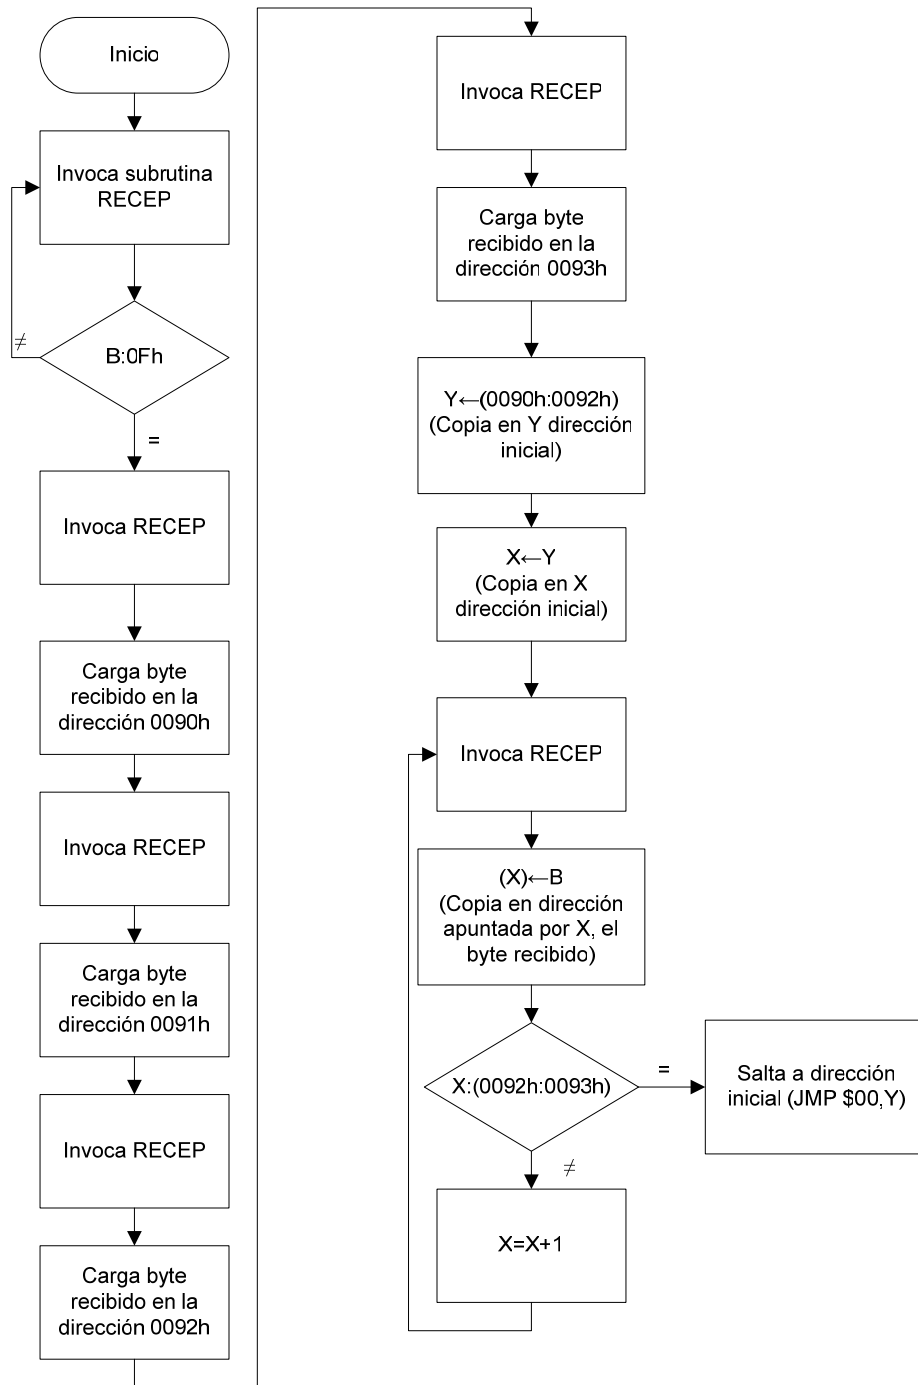 Inicio
Invoca subrutina
RECEP
≠
B:0Fh
=
Invoca RECEP
Carga byte
recibido en la
dirección 0090h
Invoca RECEP
Carga byte
recibido en la
dirección 0091h
Invoca RECEP
Carga byte
recibido en la
dirección 0092h
Invoca RECEP
Carga byte
recibido en la
dirección 0093h
Y←(0090h:0092h)
(Copia en Y dirección
inicial)
X←Y
(Copia en X
dirección inicial)
Invoca RECEP
(X)←B
(Copia en dirección
apuntada por X, el
byte recibido)
X:(0092h:0093h)
=
Salta a dirección
inicial (JMP $00,Y)
≠
X=X+1